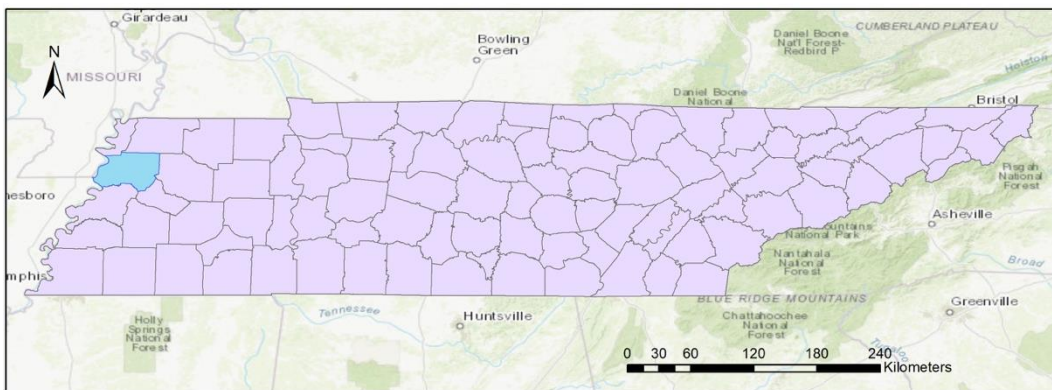 Girardeau
CUMBERLAND PLATEAU
N
Bowling
Green
Daniel Boone
Nat'l Forest-
Redbird P
Holston
MISSOURI
Daniel Boone
National
Bristol
Pisgah
National
Forest
nesboro
Asheville
ountains
National Park
Nantahala
National
Forest
mphis
Broad
BLUE RIDGE MOUNTAINS
Tennessee
Greenville
Holly
Springs
National
Forest
Huntsville
Chattahoochee
National
Forest
0 30 60 120 180 240
Kilometers